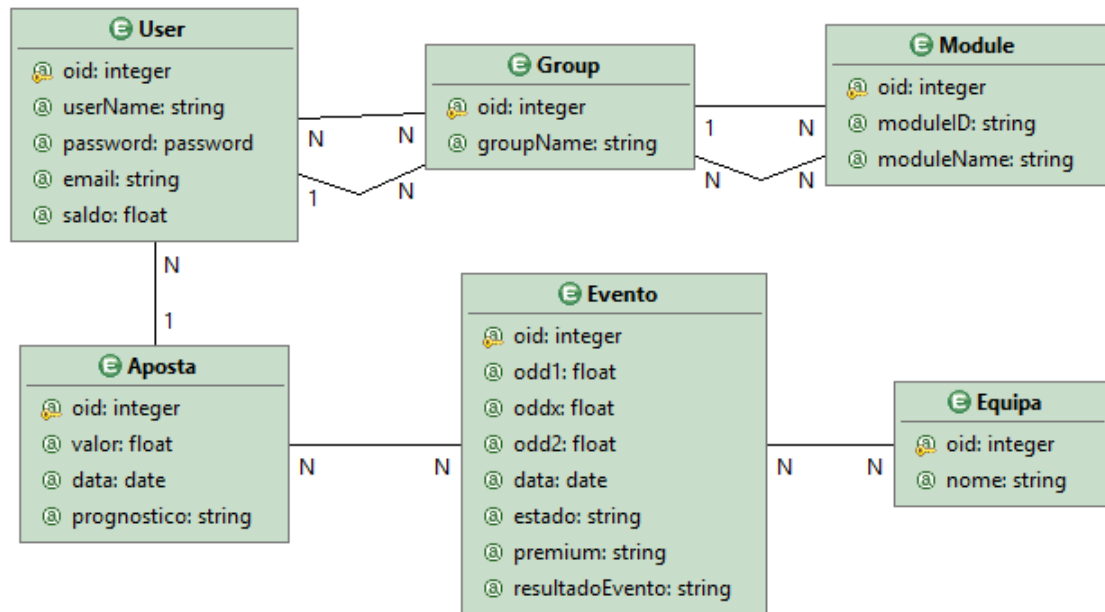 User
oid: integer
userName: string
password: password
email: string
saldo: float
Group
oid: integer
groupName: string
Module
oid: integer
moduleID: string
moduleName: string
N
N
1
N
1
N
N
N
N
1
Aposta
oid: integer
valor: float
data: date
prognostico: string
Evento
oid: integer
odd1: float
oddx: float
odd2: float
data: date
estado: string
premium: string
resultadoEvento: string
Equipa
oid: integer
nome: string
N
N
N
N